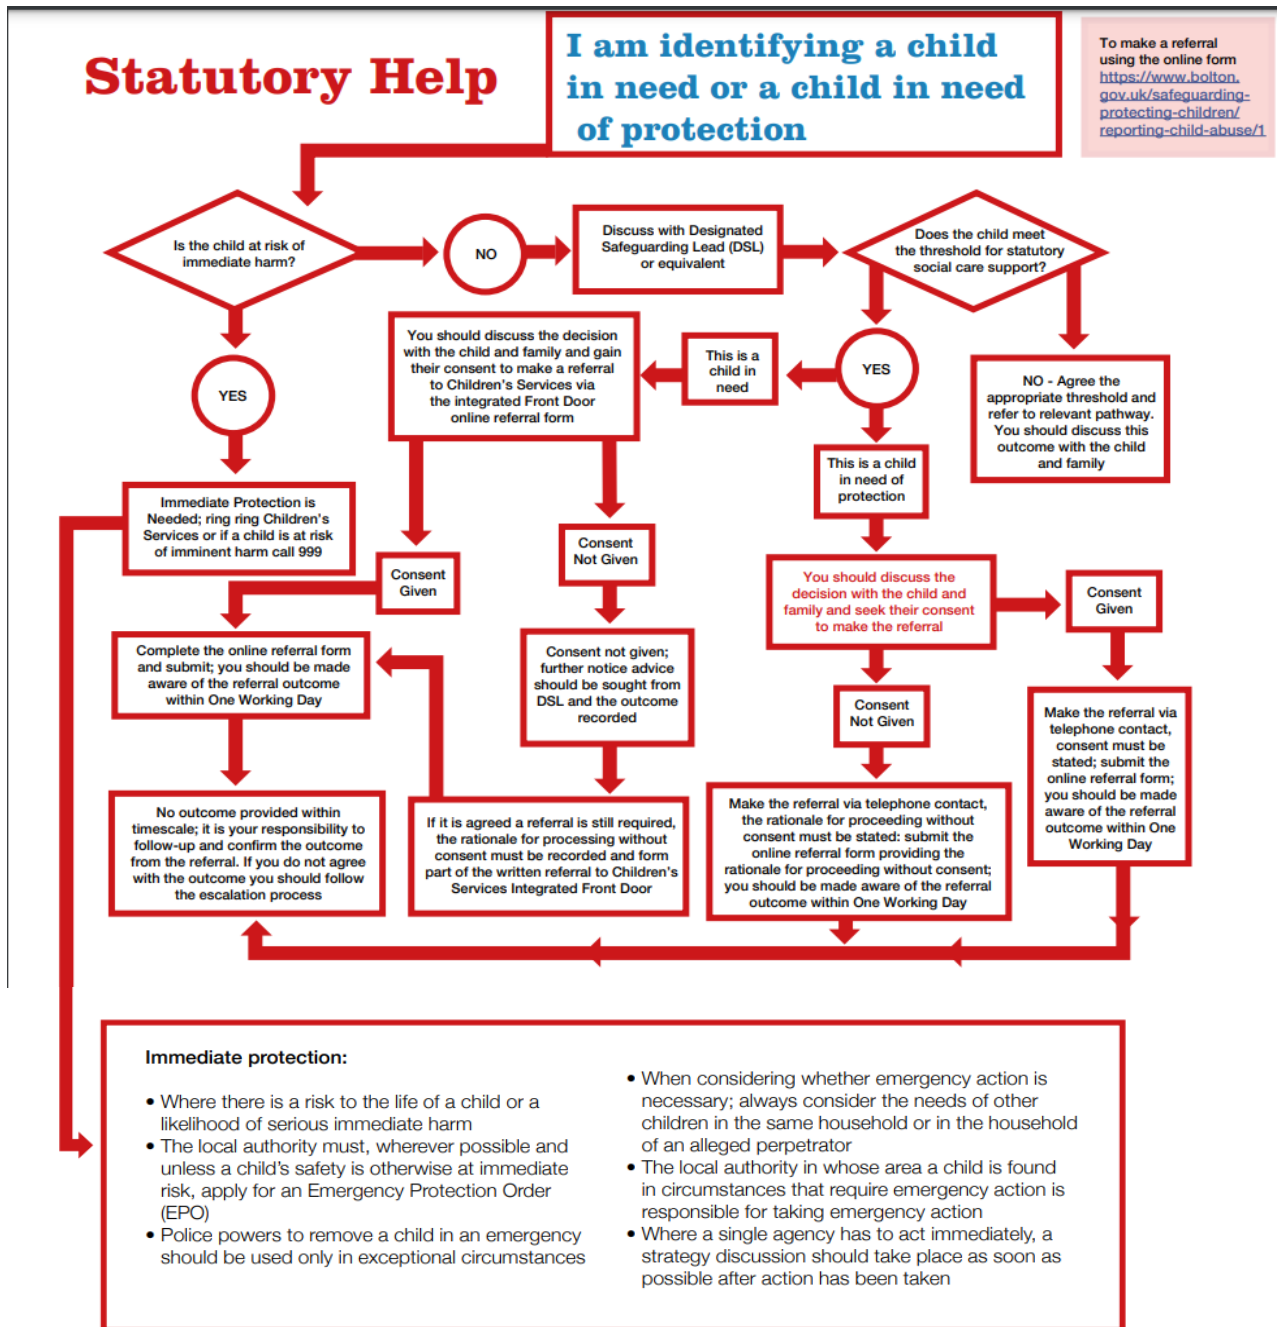 Statutory Help
I am identifying a child
in need or a child in need
of protection
To make a referral
using the online form
https://www.bolton.
gov.uk/safeguarding-
protecting-children/
reporting-child-abuse/1
Is the child at risk of
immediate harm?
NO
Discuss with Designated
Safeguarding Lead (DSL)
or equivalent
Does the child meet
the threshold for statutory
social care support?
YES
You should discuss the decision
with the child and family and gain
their consent to make a referral
to Children's Services via
the integrated Front Door
online referral form
This is a
child in
need
YES
NO - Agree the
appropriate threshold and
refer to relevant pathway.
You should discuss this
outcome with the child
and family
This is a child
in need of
protection
Immediate Protection is
Needed; ring ring Children's
Services or if a child is at risk
of imminent harm call 999
Consent
Given
Consent
Not Given
You should discuss the
decision with the child and
family and seek their consent
to make the referral
Consent
Given
Complete the online referral form
and submit; you should be made
aware of the referral outcome
within One Working Day
Consent not given;
further notice advice
should be sought from
DSL and the outcome
recorded
Consent
Not Given
Make the referral via
telephone contact,
consent must be
stated; submit the
online referral form;
you should be made
aware of the referral
outcome within One
Working Day
No outcome provided within
timescale; it is your responsibility to
follow-up and confirm the outcome
from the referral. If you do not agree
with the outcome you should follow
the escalation process
If it is agreed a referral is still required,
the rationale for processing without
consent must be recorded and form
part of the written referral to Children's
Services Integrated Front Door
Make the referral via telephone contact,
the rationale for proceeding without
consent must be stated: submit the
online referral form providing the
rationale for proceeding without consent;
you should be made aware of the referral
outcome within One Working Day
Immediate protection:
• Where there is a risk to the life of a child or a
likelihood of serious immediate harm
• The local authority must, wherever possible and
unless a child's safety is otherwise at immediate
risk, apply for an Emergency Protection Order
(EPO)
• Police powers to remove a child in an emergency
should be used only in exceptional circumstances
• When considering whether emergency action is
necessary; always consider the needs of other
children in the same household or in the household
of an alleged perpetrator
• The local authority in whose area a child is found
in circumstances that require emergency action is
responsible for taking emergency action
• Where a single agency has to act immediately, a
strategy discussion should take place as soon as
possible after action has been taken